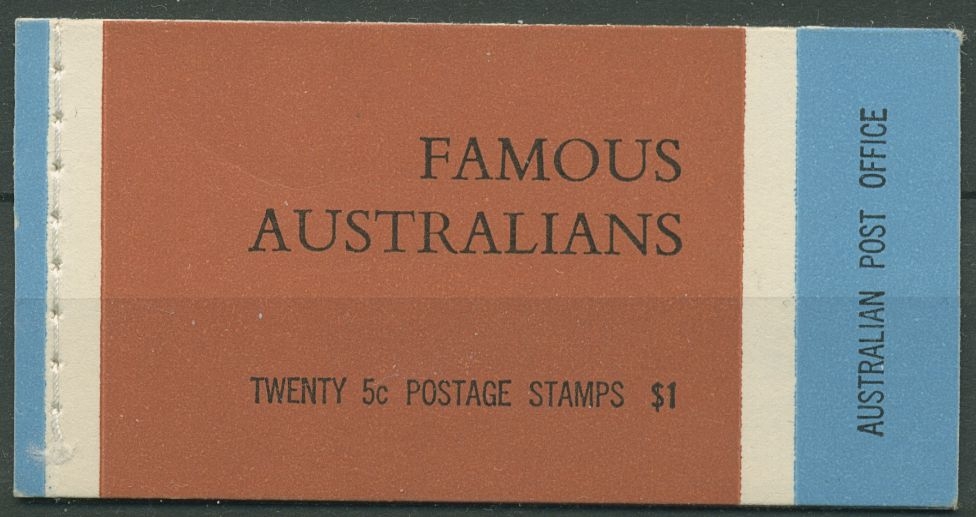 FAMOUS
AUSTRALIANS
TWENTY 5c POSTAGE STAMPS $1
AUSTRALIAN POST OFFICE